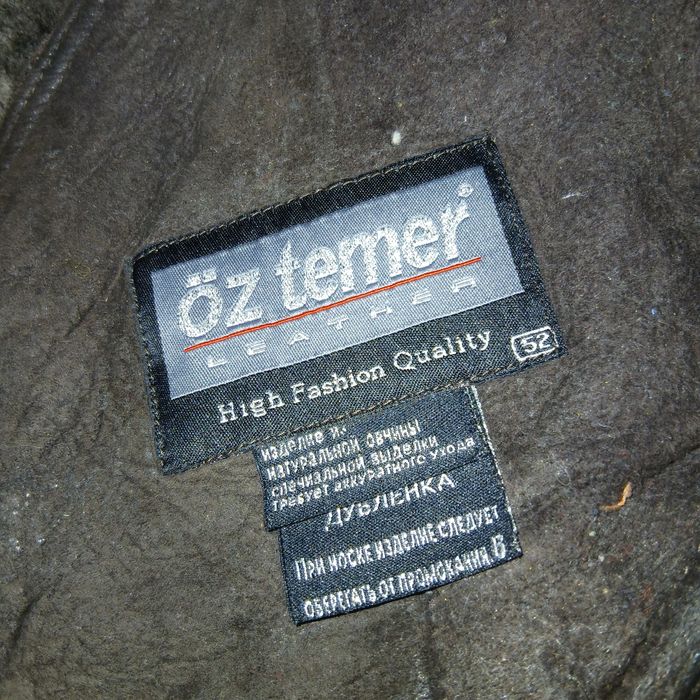 öz temer®
LEATHER
High Fashion Quality 52
изделие из
натуральной овчины
специальной выделки
требует аккуратного ухода
ДУБЛЕНКА
При носке изделие следует
оберегать от промокания 6